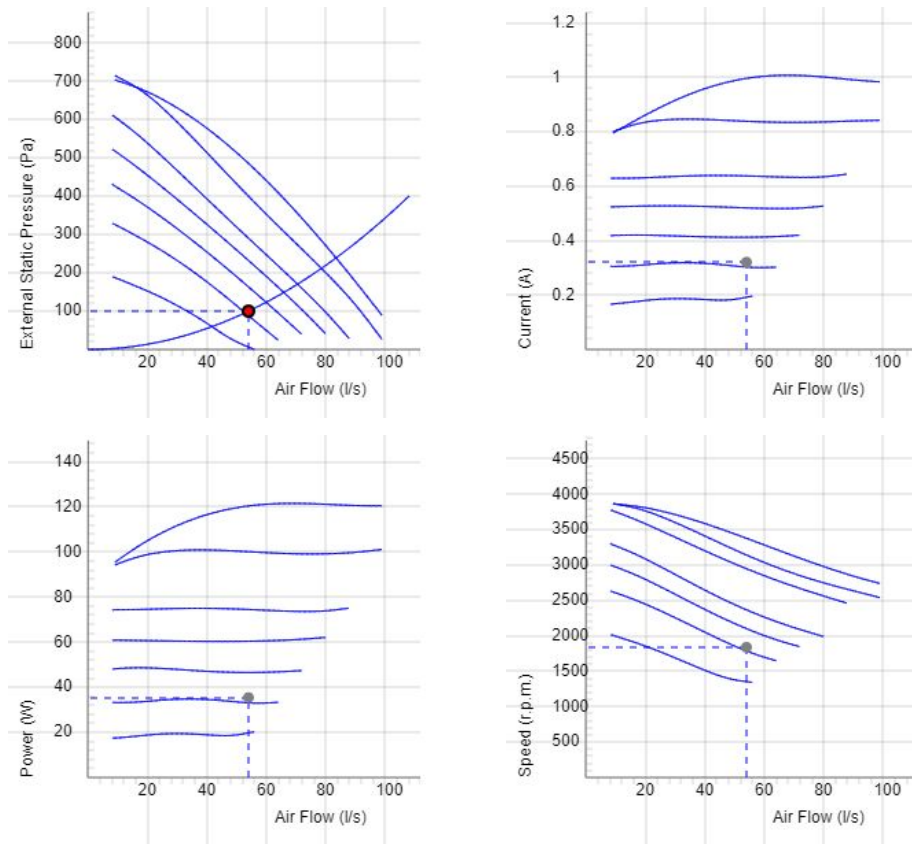 800
700
600
500
400
300
200
100
External Static Pressure (Pa)
20 40 60 80 100
Air Flow (l/s)
1.2
1
0.8
0.6
0.4
0.2
Current (A)
20 40 60 80 100
Air Flow (l/s)
140
120
100
80
60
40
20
Power (W)
20 40 60 80 100
Air Flow (l/s)
4500
4000
3500
3000
2500
2000
1500
1000
500
Speed (r.p.m.)
20 40 60 80 100
Air Flow (l/s)